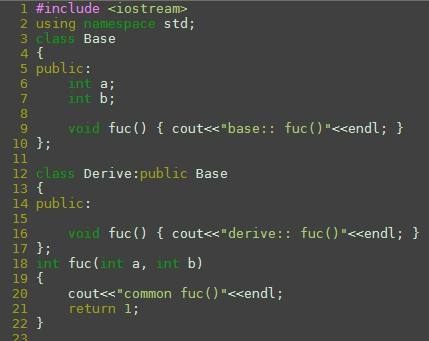 1 #include <iostream>
2 using namespace std;
3 class Base
4 {
5 public:
6     int a;
7     int b;
8
9     void fuc() { cout<<"base:: fuc()"<<endl; }
10 };
11
12 class Derive:public Base
13 {
14 public:
15
16     void fuc() { cout<<"derive:: fuc()"<<endl; }
17 };
18 int fuc(int a, int b)
19 {
20     cout<<"common fuc()"<<endl;
21     return 1;
22 }
23